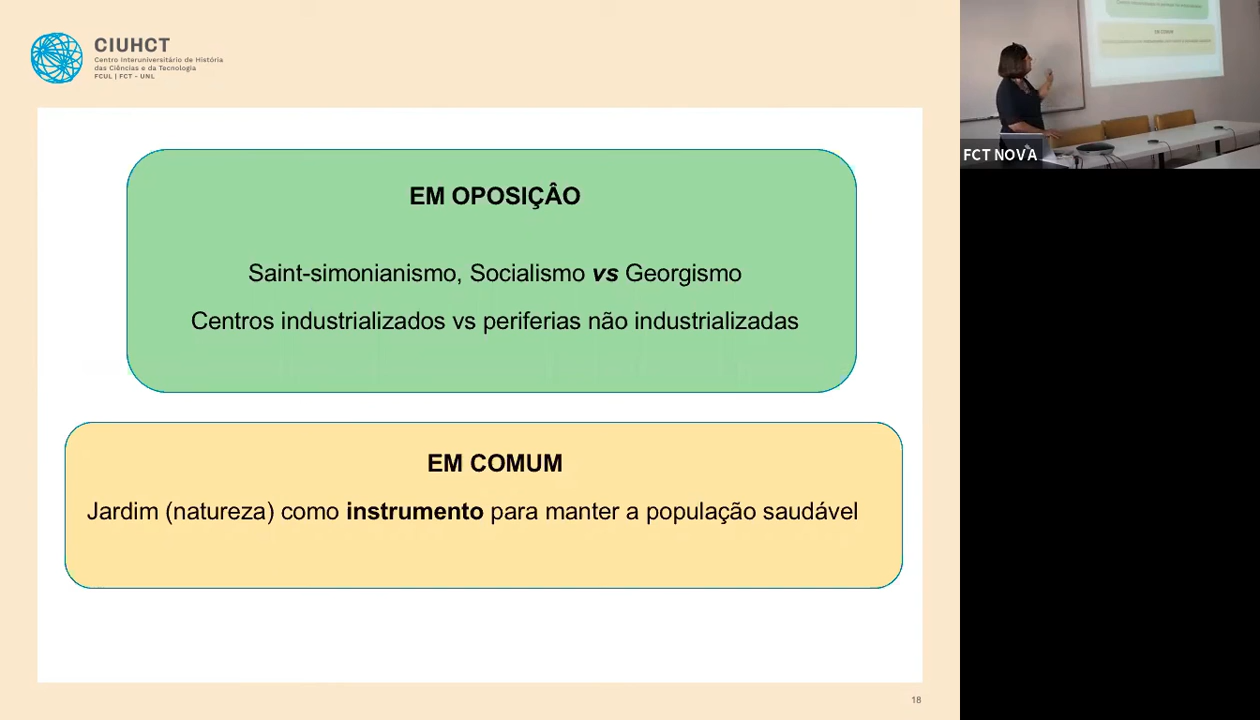 CIUHCT
Centro Interuniversitário de História
das Ciências e da Tecnologia
FCUL | FCT - UNL
EM OPOSIÇÂO
Saint-simonianismo, Socialismo vs Georgismo
Centros industrializados vs periferias não industrializadas
EM COMUM
Jardim (natureza) como instrumento para manter a população saudável
18
FCT NOVA